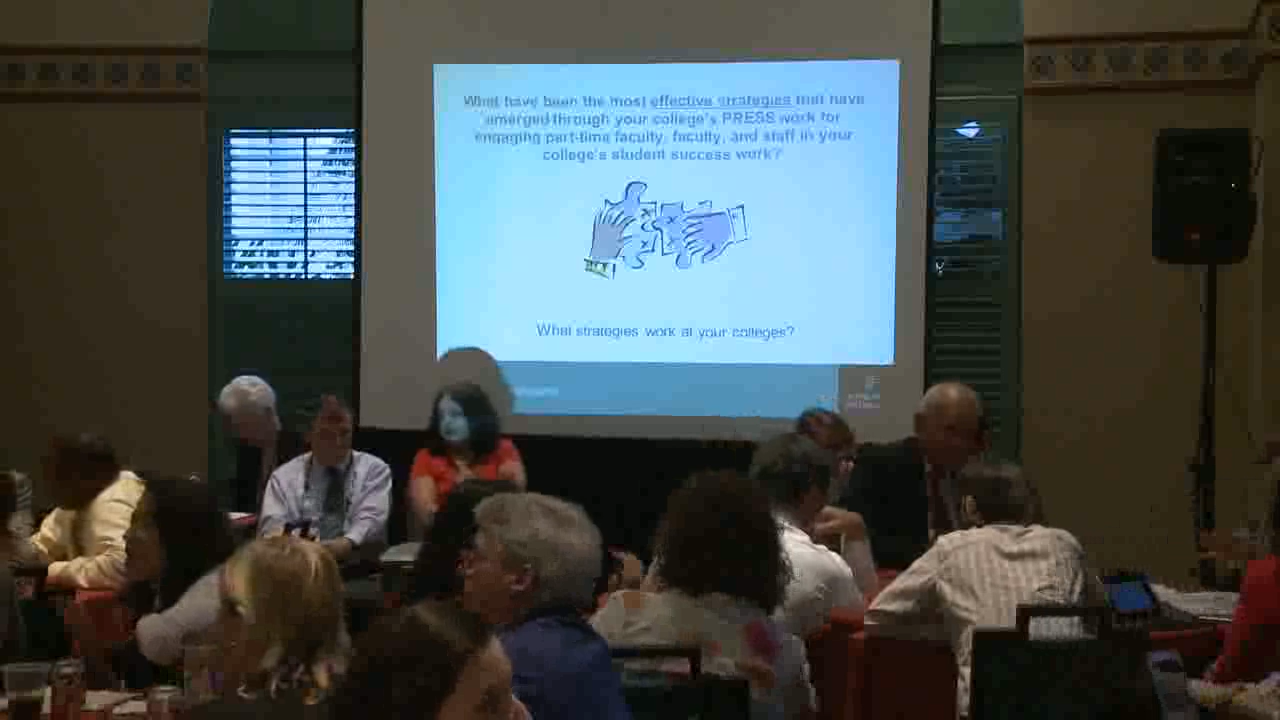 What have been the most effective strategies that have
emerged through your college's PRESS work for
engaging part-time faculty, faculty, and staff in your
college's student success work?
What strategies work at your colleges?